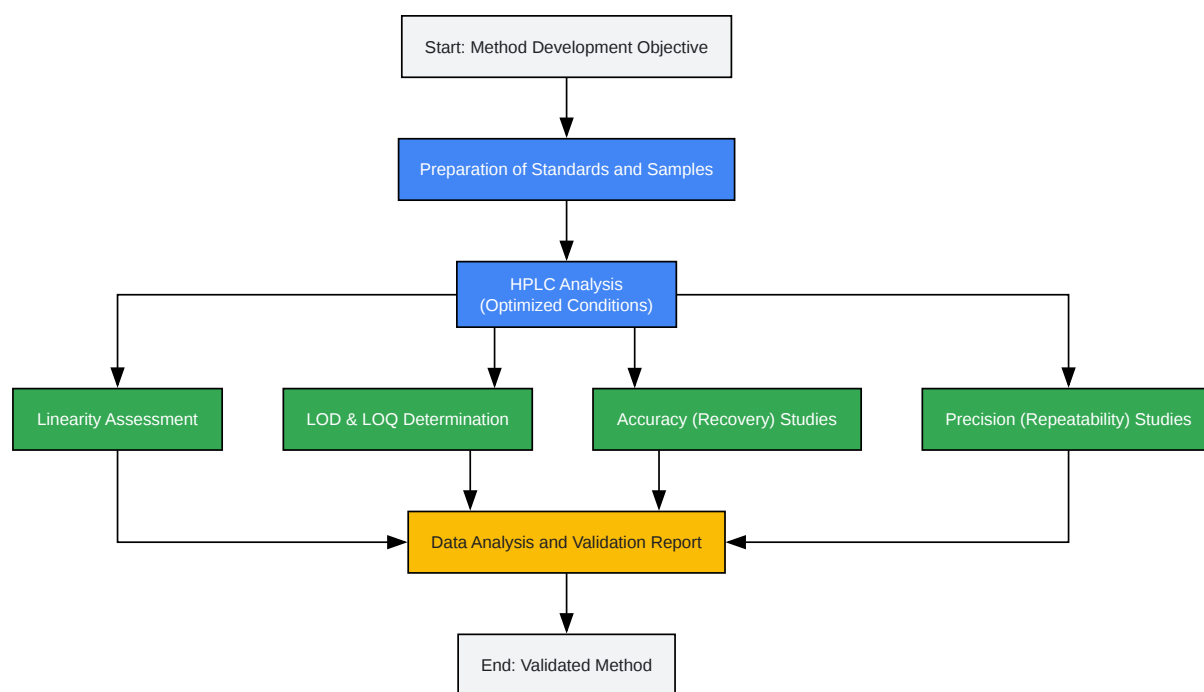 Start: Method Development Objective
Preparation of Standards and Samples
HPLC Analysis
(Optimized Conditions)
Linearity Assessment
LOD & LOQ Determination
Accuracy (Recovery) Studies
Precision (Repeatability) Studies
Data Analysis and Validation Report
End: Validated Method